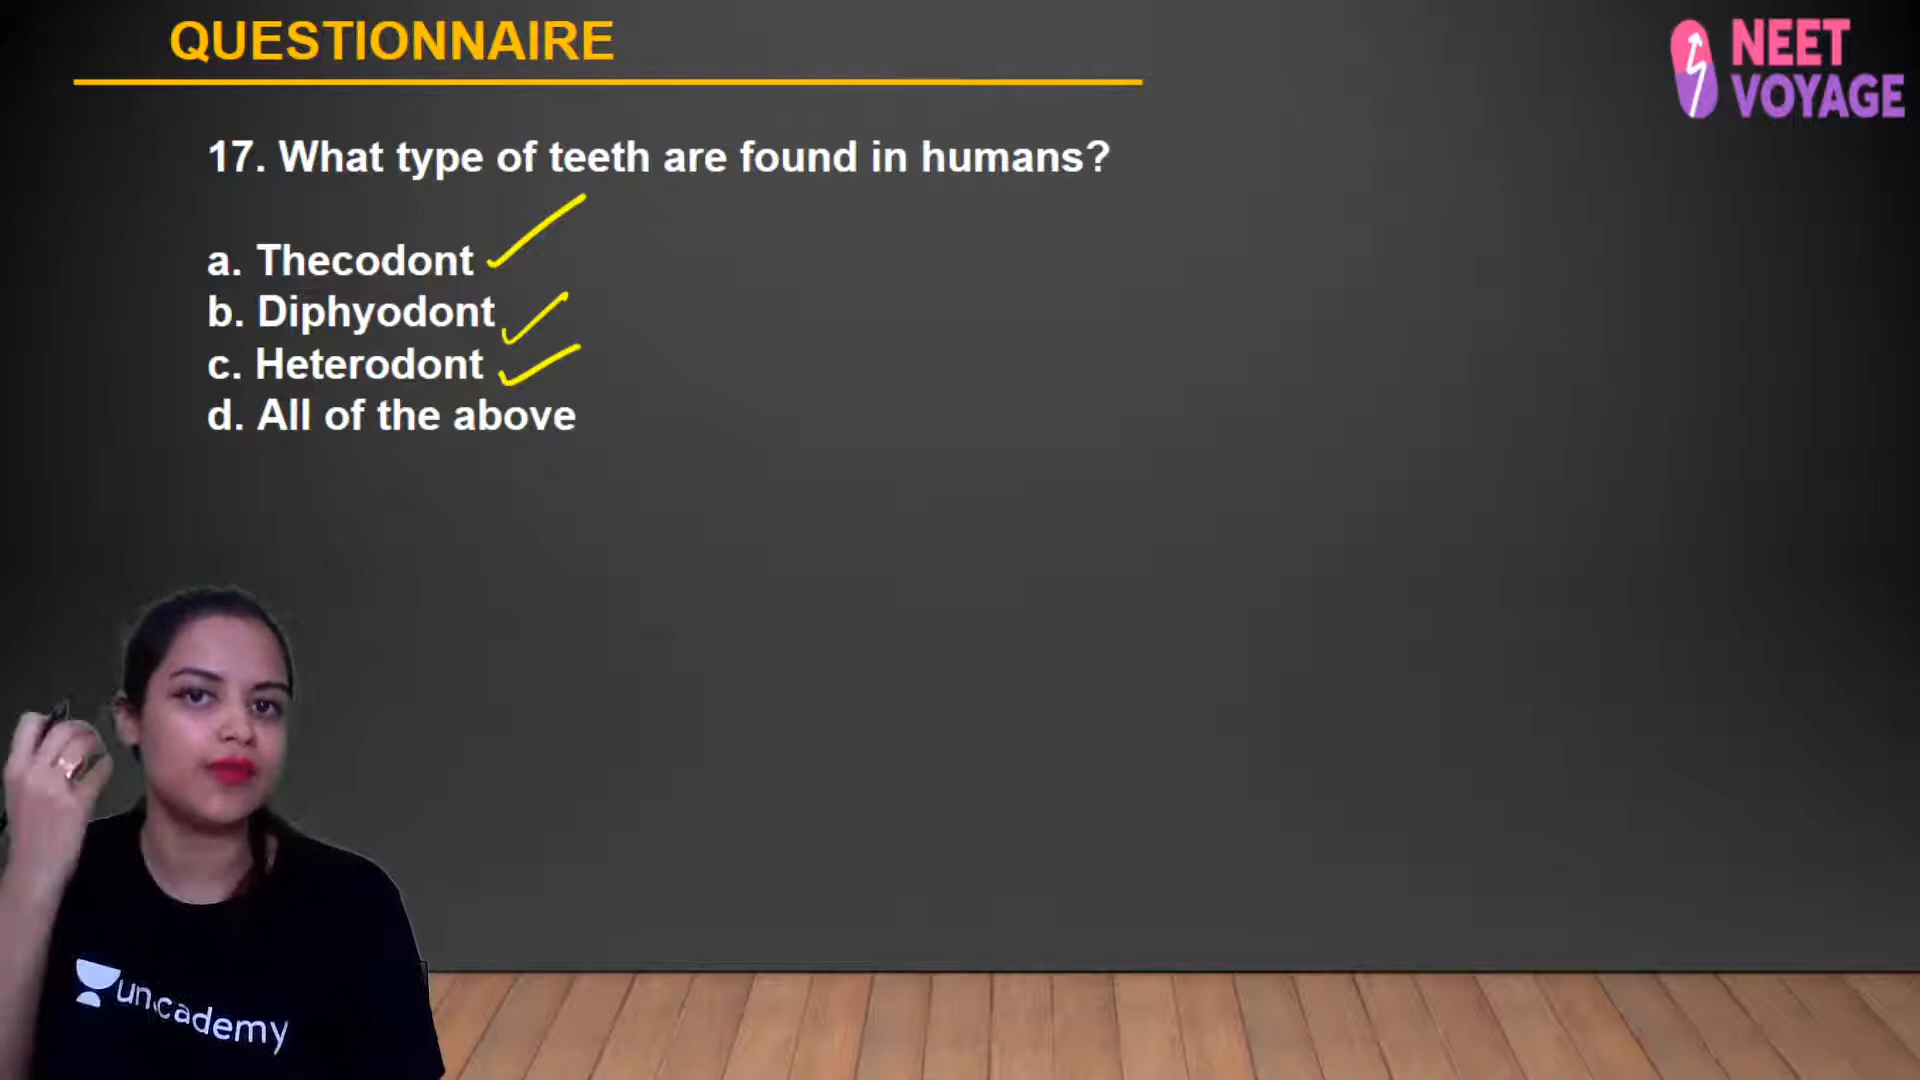 QUESTIONNAIRE
NEET
VOYAGE
17. What type of teeth are found in humans?
a. Thecodont
b. Diphyodont
c. Heterodont
d. All of the above
unacademy